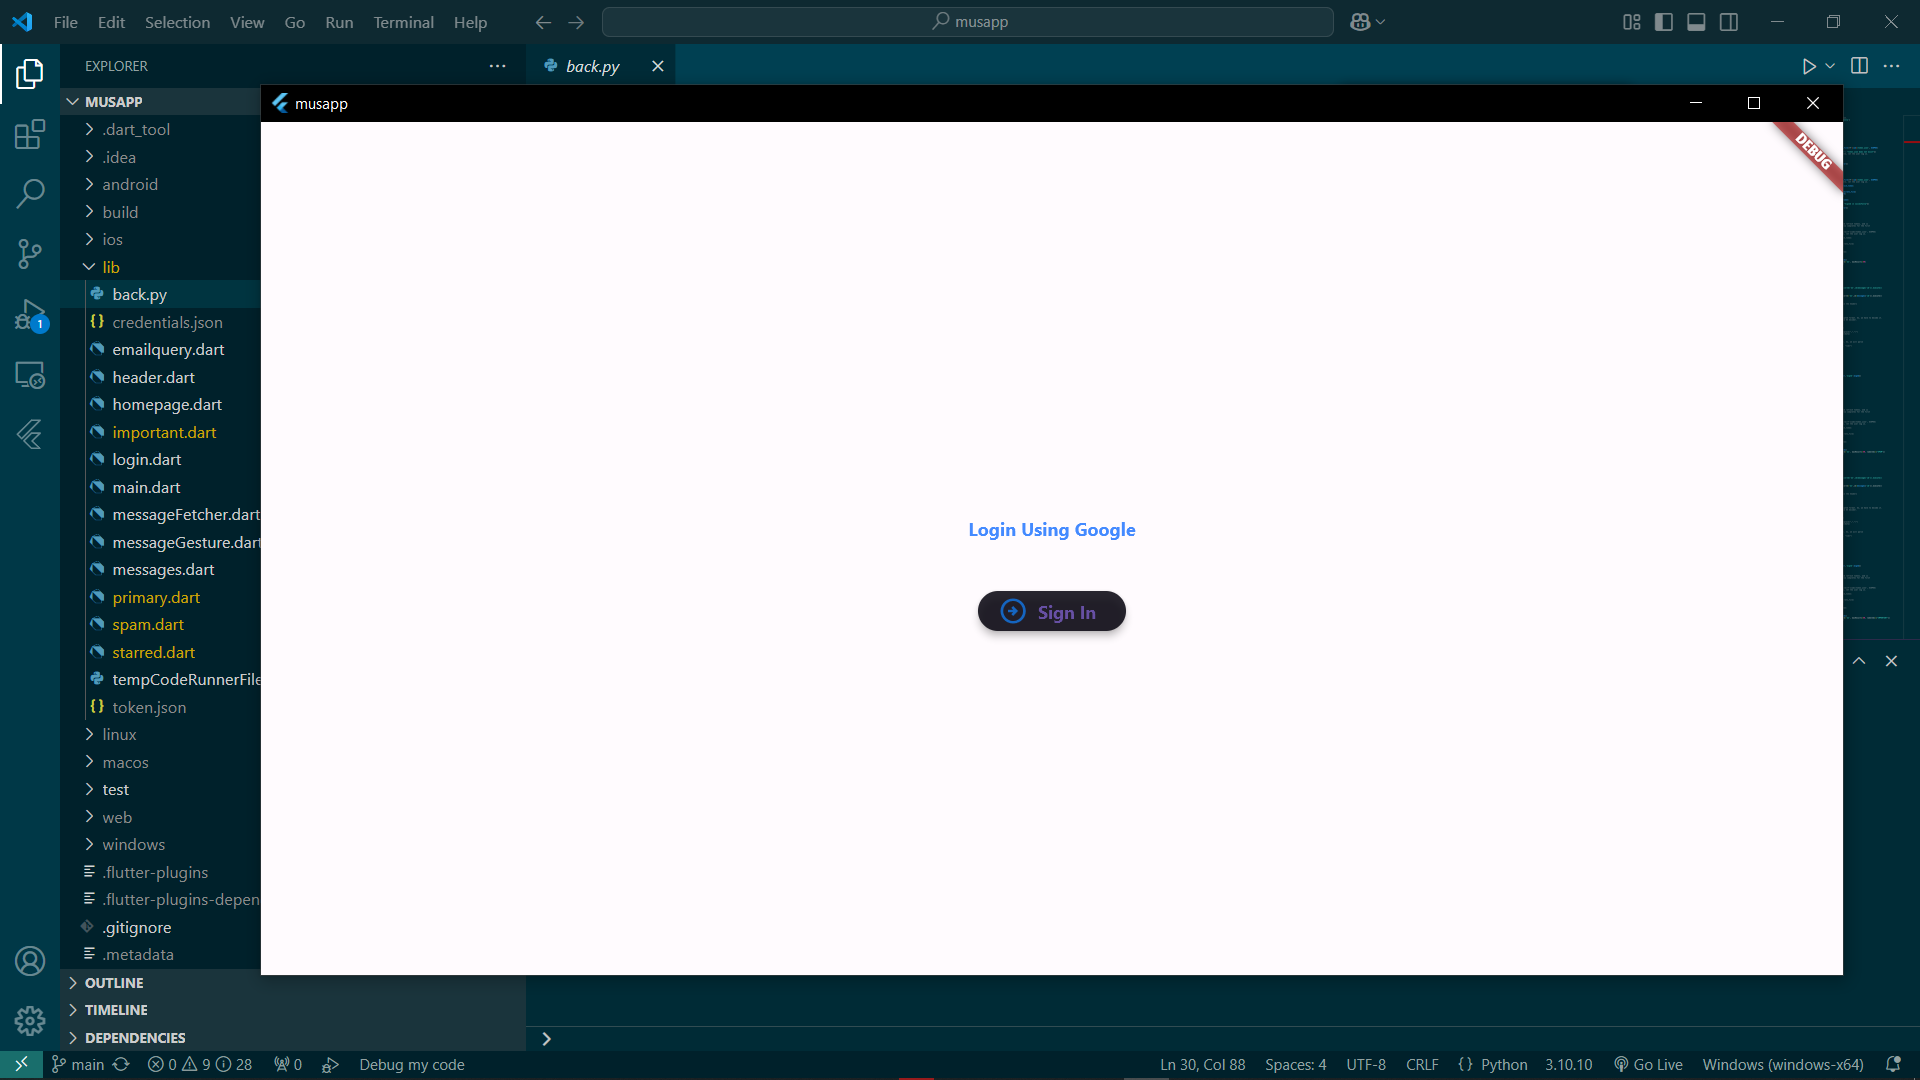 File Edit Selection View Go Run Terminal Help
musapp
EXPLORER
back.py
MUSAPP
.dart_tool
.idea
android
build
ios
lib
back.py
credentials.json
emailquery.dart
header.dart
homepage.dart
important.dart
login.dart
main.dart
messageFetcher.dart
messageGesture.dart
messages.dart
primary.dart
spam.dart
starred.dart
tempCodeRunnerFile
token.json
linux
macos
test
web
windows
.flutter-plugins
.flutter-plugins-depen
.gitignore
.metadata
OUTLINE
TIMELINE
DEPENDENCIES
1
musapp
DEBUG
Login Using Google
Sign In
main 0 9 28 0 Debug my code Ln 30, Col 88 Spaces: 4 UTF-8 CRLF Python 3.10.10 Go Live Windows (windows-x64)